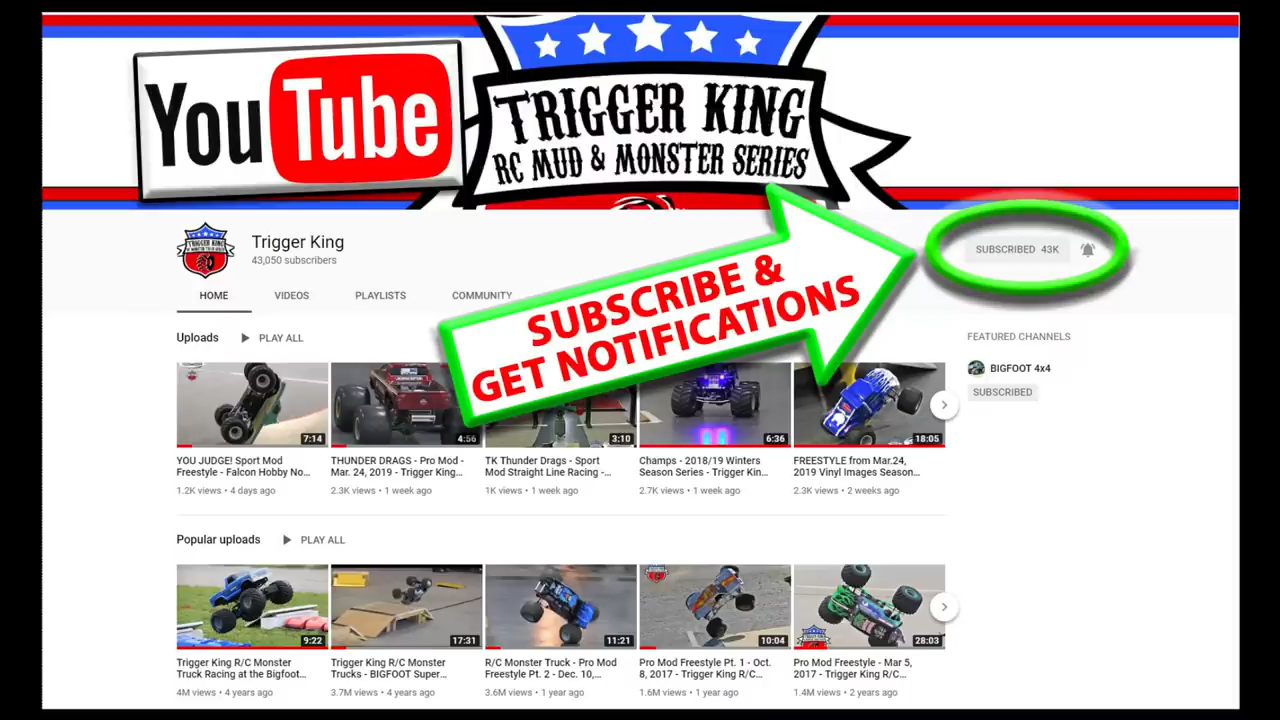 YouTube
TRIGGER KING
RC MUD & MONSTER SERIES
Trigger King
43,050 subscribers
SUBSCRIBED 43K
HOME VIDEOS PLAYLISTS COMMUNITY
SUBSCRIBE &
GET NOTIFICATIONS
Uploads PLAY ALL
FEATURED CHANNELS
BIGFOOT 4x4
SUBSCRIBED
7:14 4:56 3:10 6:36 18:05
YOU JUDGE! Sport Mod
Freestyle - Falcon Hobby No...
1.2K views • 4 days ago
THUNDER DRAGS - Pro Mod -
Mar. 24, 2019 - Trigger King...
2.3K views • 1 week ago
TK Thunder Drags - Sport
Mod Straight Line Racing -...
1K views • 1 week ago
Champs - 2018/19 Winters
Season Series - Trigger Kin...
2.7K views • 1 week ago
FREESTYLE from Mar.24,
2019 Vinyl Images Season...
2.3K views • 2 weeks ago
Popular uploads PLAY ALL
9:22 17:31 11:21 10:04 28:03
Trigger King R/C Monster
Truck Racing at the Bigfoot...
4M views • 4 years ago
Trigger King R/C Monster
Trucks - BIGFOOT Super...
3.7M views • 4 years ago
R/C Monster Truck - Pro Mod
Freestyle Pt. 2 - Dec. 10,...
3.6M views • 1 year ago
Pro Mod Freestyle Pt. 1 - Oct.
8, 2017 - Trigger King R/C...
1.6M views • 1 year ago
Pro Mod Freestyle - Mar 5,
2017 - Trigger King R/C...
1.4M views • 2 years ago